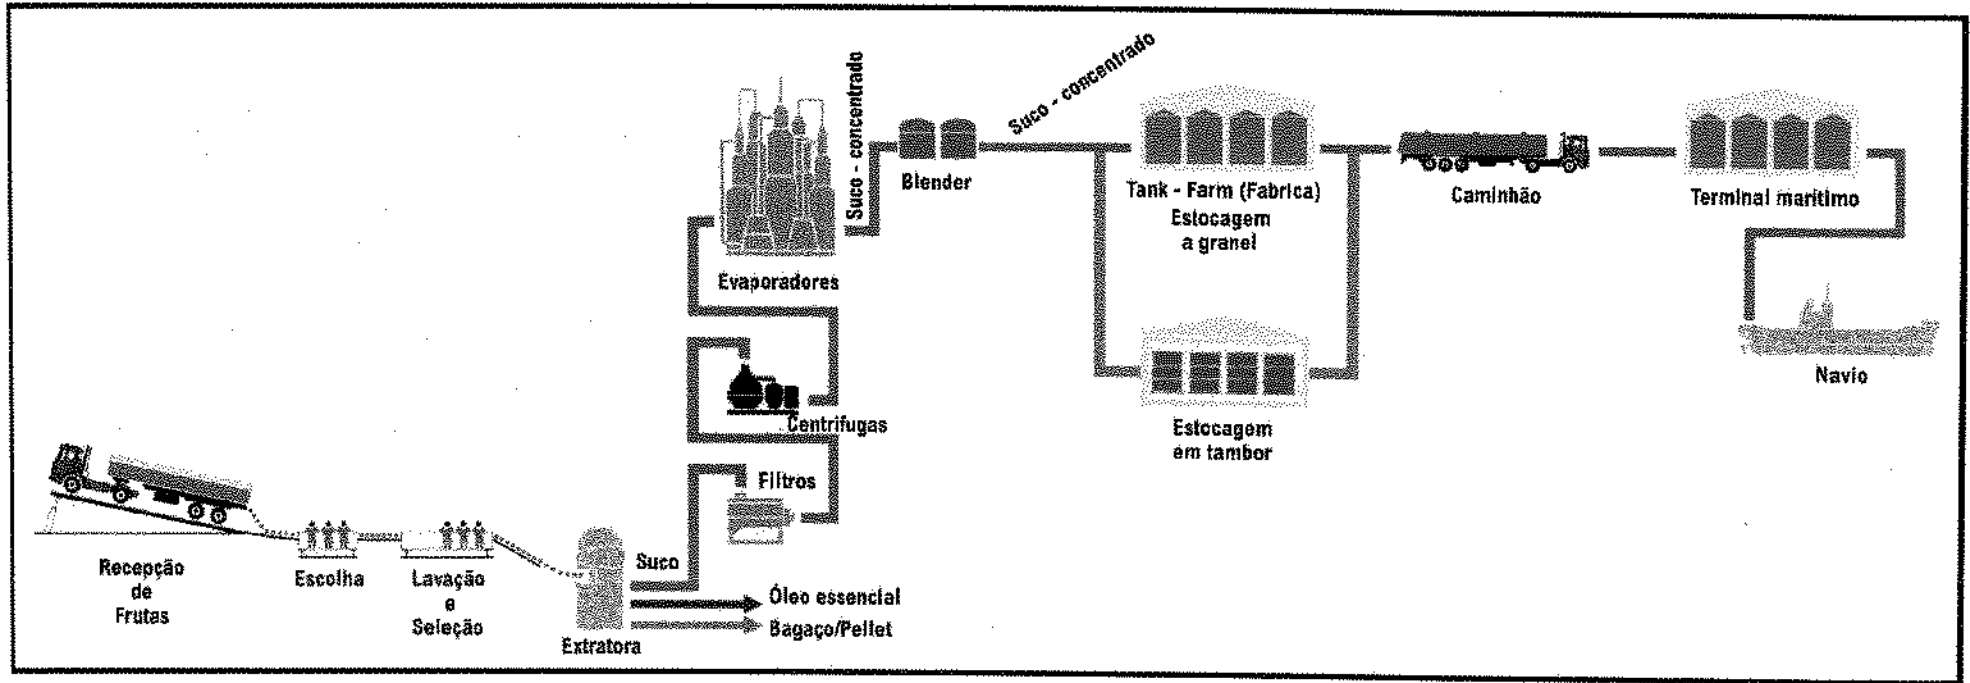 Recepção
de
Frutas
Escolha
Lavação
e
Seleção
Extratora
Suco
Óleo essencial
Bagaço/Pellet
Filtros
Centrifugas
Evaporadores
Suco - concentrado
Blender
Suco - concentrado
Tank - Farm (Fabrica)
Estocagem
a granel
Estocagem
em tambor
Caminhão
Terminal maritimo
Navio